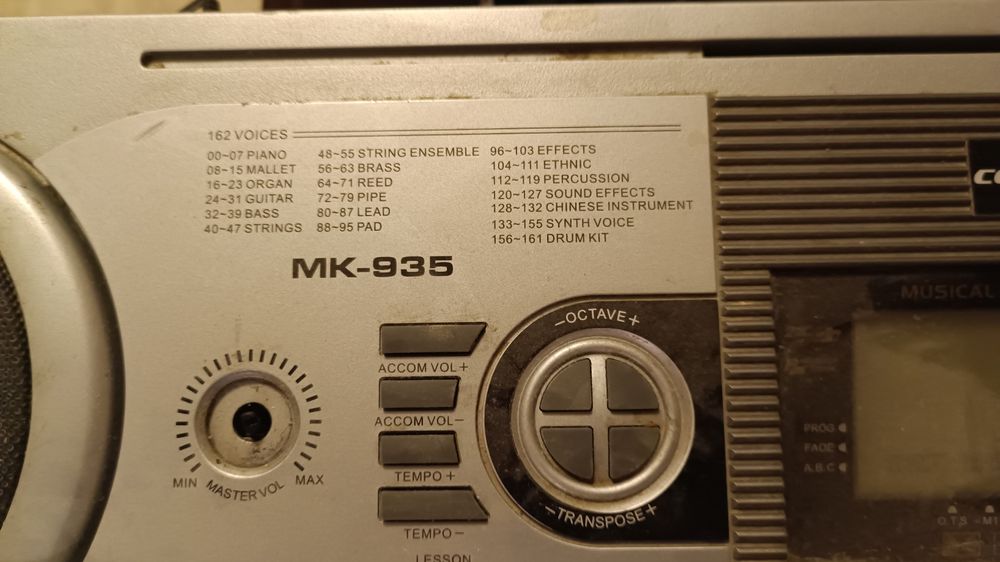 162 VOICES
00~07 PIANO
08~15 MALLET
16~23 ORGAN
24~31 GUITAR
32~39 BASS
40~47 STRINGS
48~55 STRING ENSEMBLE
56~63 BRASS
64~71 REED
72~79 PIPE
80~87 LEAD
88~95 PAD
96~103 EFFECTS
104~111 ETHNIC
112~119 PERCUSSION
120~127 SOUND EFFECTS
128~132 CHINESE INSTRUMENT
133~155 SYNTH VOICE
156~161 DRUM KIT
MK-935
MIN MASTER VOL MAX
ACCOM VOL+
ACCOM VOL−
TEMPO +
TEMPO −
LESSON
−OCTAVE+
−TRANSPOSE+
MUSICAL
PROG
FADE
A.B.C
O.T.S